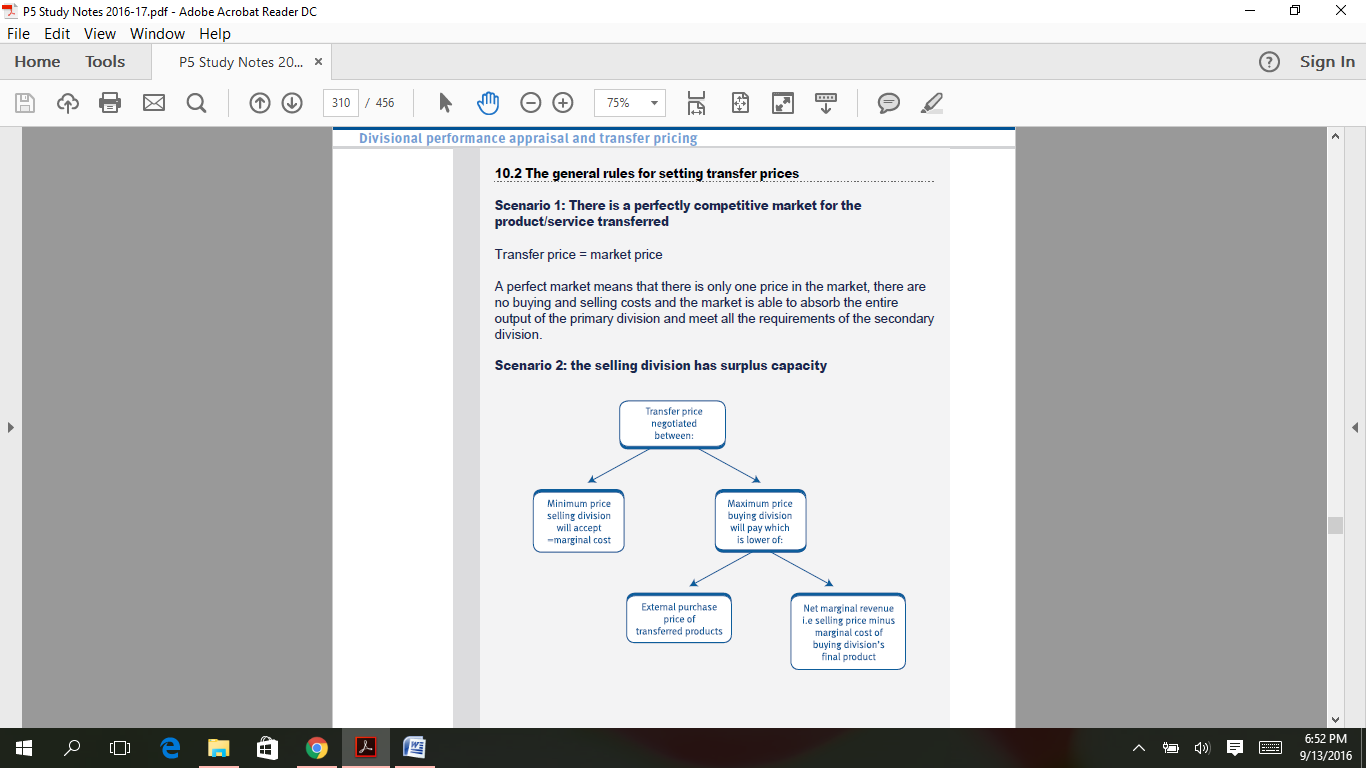 P5 Study Notes 2016-17.pdf - Adobe Acrobat Reader DC
File Edit View Window Help
Home Tools P5 Study Notes 20... × ? Sign In
310 / 456 75%
Divisional performance appraisal and transfer pricing
10.2 The general rules for setting transfer prices
Scenario 1: There is a perfectly competitive market for the
product/service transferred
Transfer price = market price
A perfect market means that there is only one price in the market, there are
no buying and selling costs and the market is able to absorb the entire
output of the primary division and meet all the requirements of the secondary
division.
Scenario 2: the selling division has surplus capacity
Transfer price
negotiated
between:
Minimum price
selling division
will accept
=marginal cost
Maximum price
buying division
will pay which
is lower of:
External purchase
price of
transferred products
Net marginal revenue
i.e selling price minus
marginal cost of
buying division's
final product
6:52 PM
9/13/2016